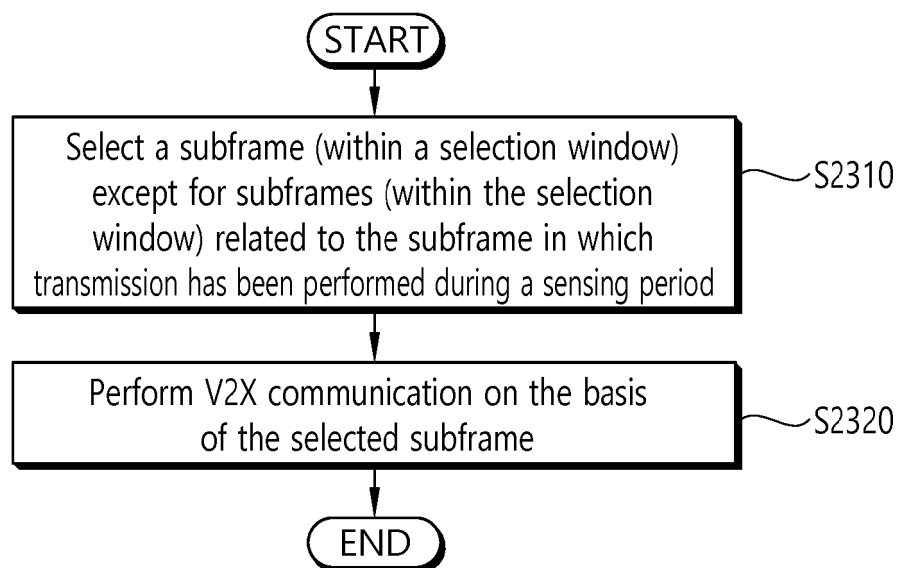 START
Select a subframe (within a selection window)
except for subframes (within the selection
window) related to the subframe in which
transmission has been performed during a sensing period
S2310
Perform V2X communication on the basis
of the selected subframe
S2320
END